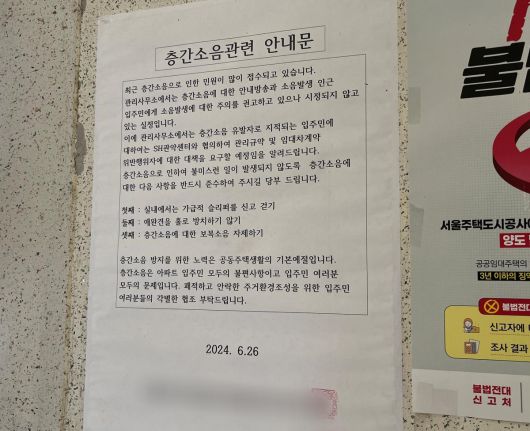 층간소음관련 안내문
최근 층간소음으로 인한 민원이 많이 접수되고 있습니다.
관리사무소에서는 층간소음에 대한 안내방송과 소음발생 인근
입주민에게 소음발생에 대한 주의를 권고하고 있으나 시정되지 않고
있는 실정입니다.
이에 관리사무소에서는 층간소음 유발자로 지적되는 입주민에
대하여는 SH관악센터와 협의하여 관리규약 및 임대차계약
위반행위자에 대한 대책을 요구할 예정임을 알려드립니다.
층간소음으로 인하여 불미스런 일이 발생되지 않도록 층간소음에
대한 다음 사항을 반드시 준수하여 주시길 당부 드립니다.
첫째 : 실내에서는 가급적 슬리퍼를 신고 걷기
둘째 : 애완견을 홀로 방치하기 않기
셋째 : 층간소음에 대한 보복소음 자제하기
층간소음 방지를 위한 노력은 공동주택생활의 기본예절입니다.
층간소음은 아파트 입주민 모두의 불편사항이고 입주민 여러분
모두의 문제입니다. 쾌적하고 안락한 주거환경조성을 위한 입주민
여러분들의 각별한 협조 부탁드립니다.
2024. 6.26
불법
서울주택도시공사에
양도
공공임대주택의
3년 이하의 징역
불법전대
신고자에
조사 결과
불법전대
신고처